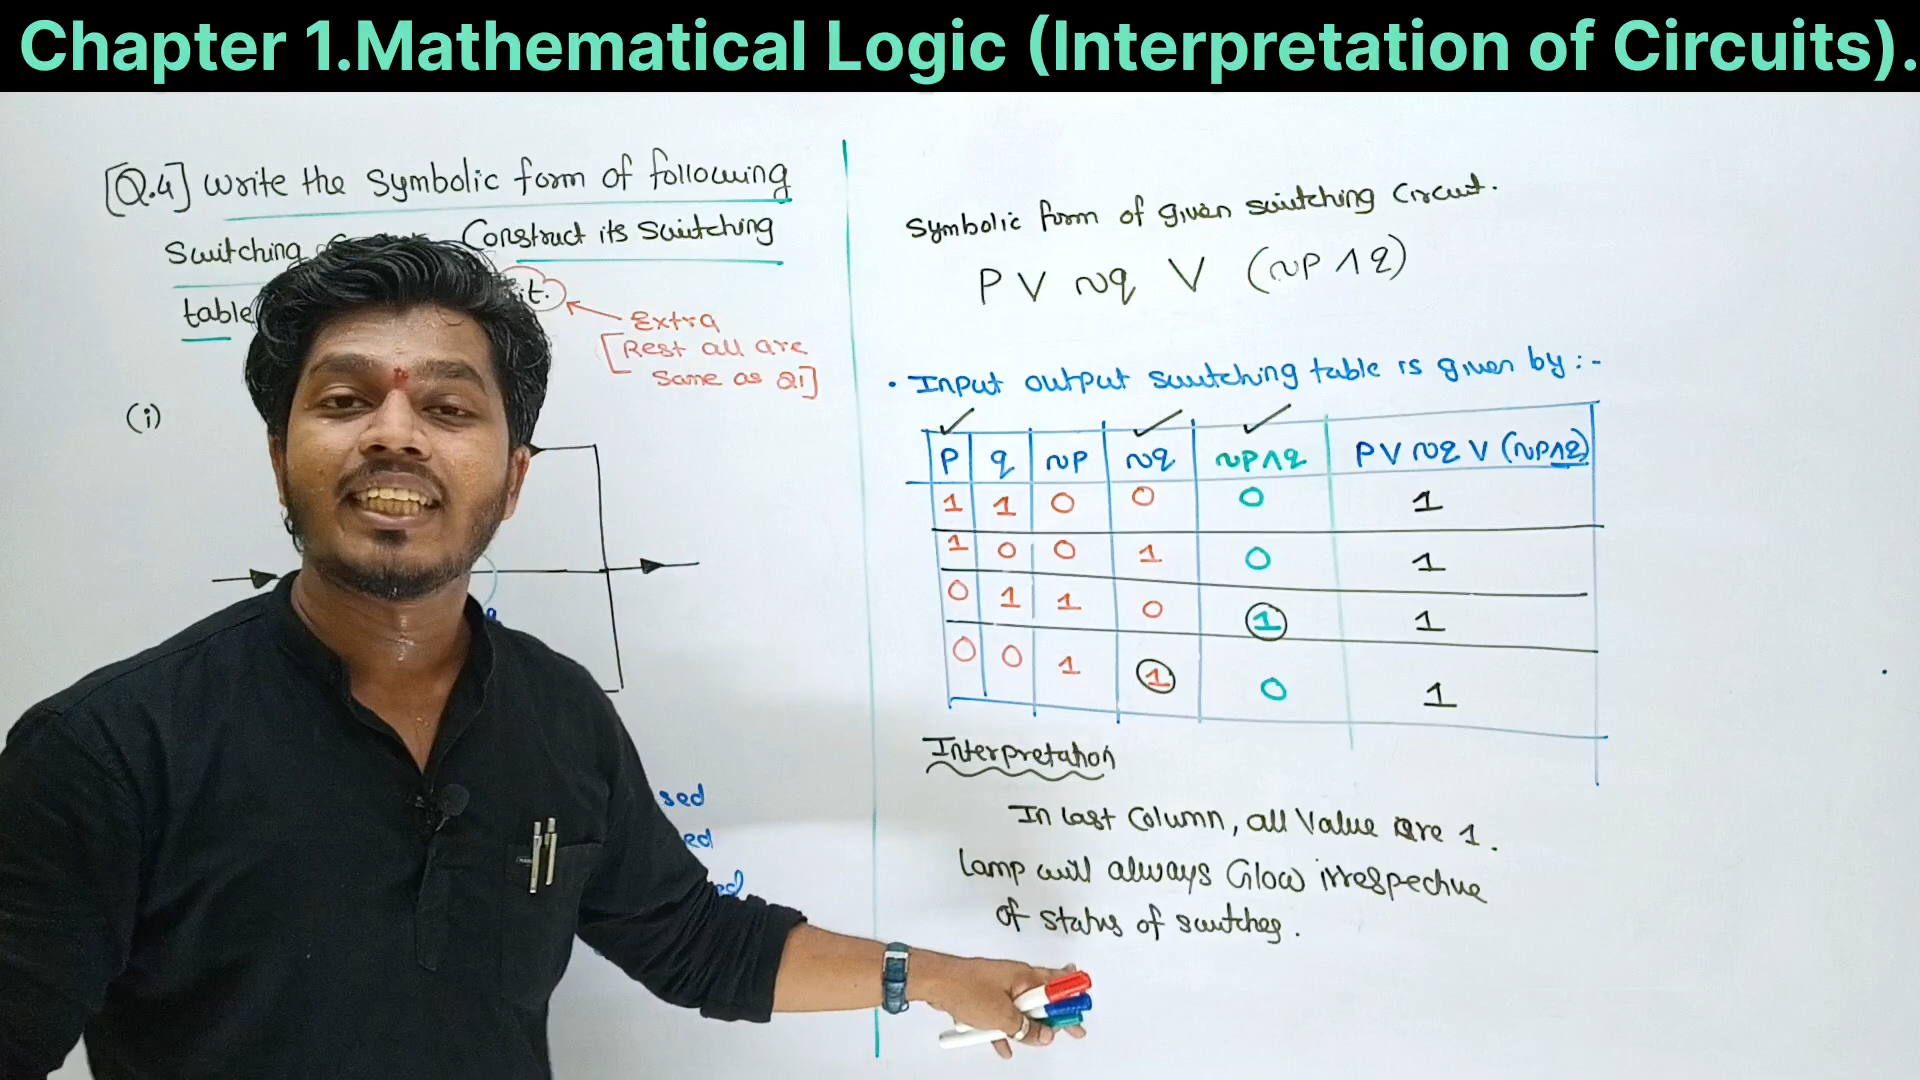 Chapter 1.Mathematical Logic (Interpretation of Circuits).
[Q.4] Write the Symbolic form of following
Switching Construct its Switching
table it.
Extra
[Rest all are
Same as Q1]
(i)
sed
ed
ed
Symbolic form of given switching Circuit.
P V ~q V (~P ∧ q)
• Input output switching table is given by :-
P q ~P ~q ~P∧q P V ~q V (~P∧q)
1 1 0 0 0 1
1 0 0 1 0 1
0 1 1 0 1 1
0 0 1 1 0 1
Interpretation
In last Column, all Value are 1.
Lamp will always Glow irrespective
of status of switches.